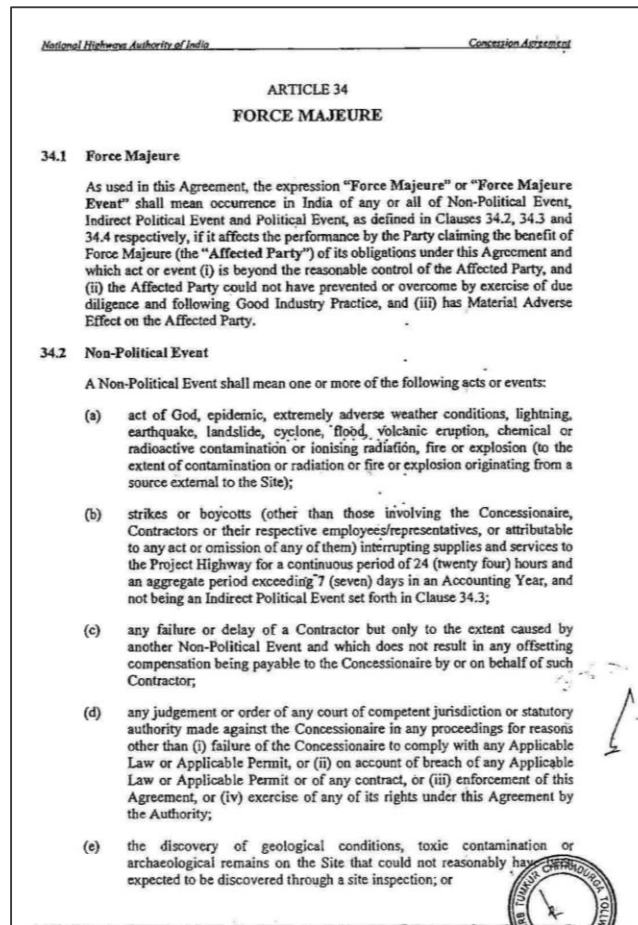 National Highways Authority of India Concession Agreement
ARTICLE 34
FORCE MAJEURE
34.1 Force Majeure
As used in this Agreement, the expression “Force Majeure” or “Force Majeure
Event” shall mean occurrence in India of any or all of Non-Political Event,
Indirect Political Event and Political Event, as defined in Clauses 34.2, 34.3 and
34.4 respectively, if it affects the performance by the Party claiming the benefit of
Force Majeure (the “Affected Party”) of its obligations under this Agreement and
which act or event (i) is beyond the reasonable control of the Affected Party, and
(ii) the Affected Party could not have prevented or overcome by exercise of due
diligence and following Good Industry Practice, and (iii) has Material Adverse
Effect on the Affected Party.
34.2 Non-Political Event
A Non-Political Event shall mean one or more of the following acts or events:
(a) act of God, epidemic, extremely adverse weather conditions, lightning,
earthquake, landslide, cyclone, flood, volcanic eruption, chemical or
radioactive contamination or ionising radiation, fire or explosion (to the
extent of contamination or radiation or fire or explosion originating from a
source external to the Site);
(b) strikes or boycotts (other than those involving the Concessionaire,
Contractors or their respective employees/representatives, or attributable
to any act or omission of any of them) interrupting supplies and services to
the Project Highway for a continuous period of 24 (twenty four) hours and
an aggregate period exceeding 7 (seven) days in an Accounting Year, and
not being an Indirect Political Event set forth in Clause 34.3;
(c) any failure or delay of a Contractor but only to the extent caused by
another Non-Political Event and which does not result in any offsetting
compensation being payable to the Concessionaire by or on behalf of such
Contractor;
(d) any judgement or order of any court of competent jurisdiction or statutory
authority made against the Concessionaire in any proceedings for reasons
other than (i) failure of the Concessionaire to comply with any Applicable
Law or Applicable Permit, or (ii) on account of breach of any Applicable
Law or Applicable Permit or of any contract, or (iii) enforcement of this
Agreement, or (iv) exercise of any of its rights under this Agreement by
the Authority;
(e) the discovery of geological conditions, toxic contamination or
archaeological remains on the Site that could not reasonably have been
expected to be discovered through a site inspection; or
TUMKUR CHITRADURGA